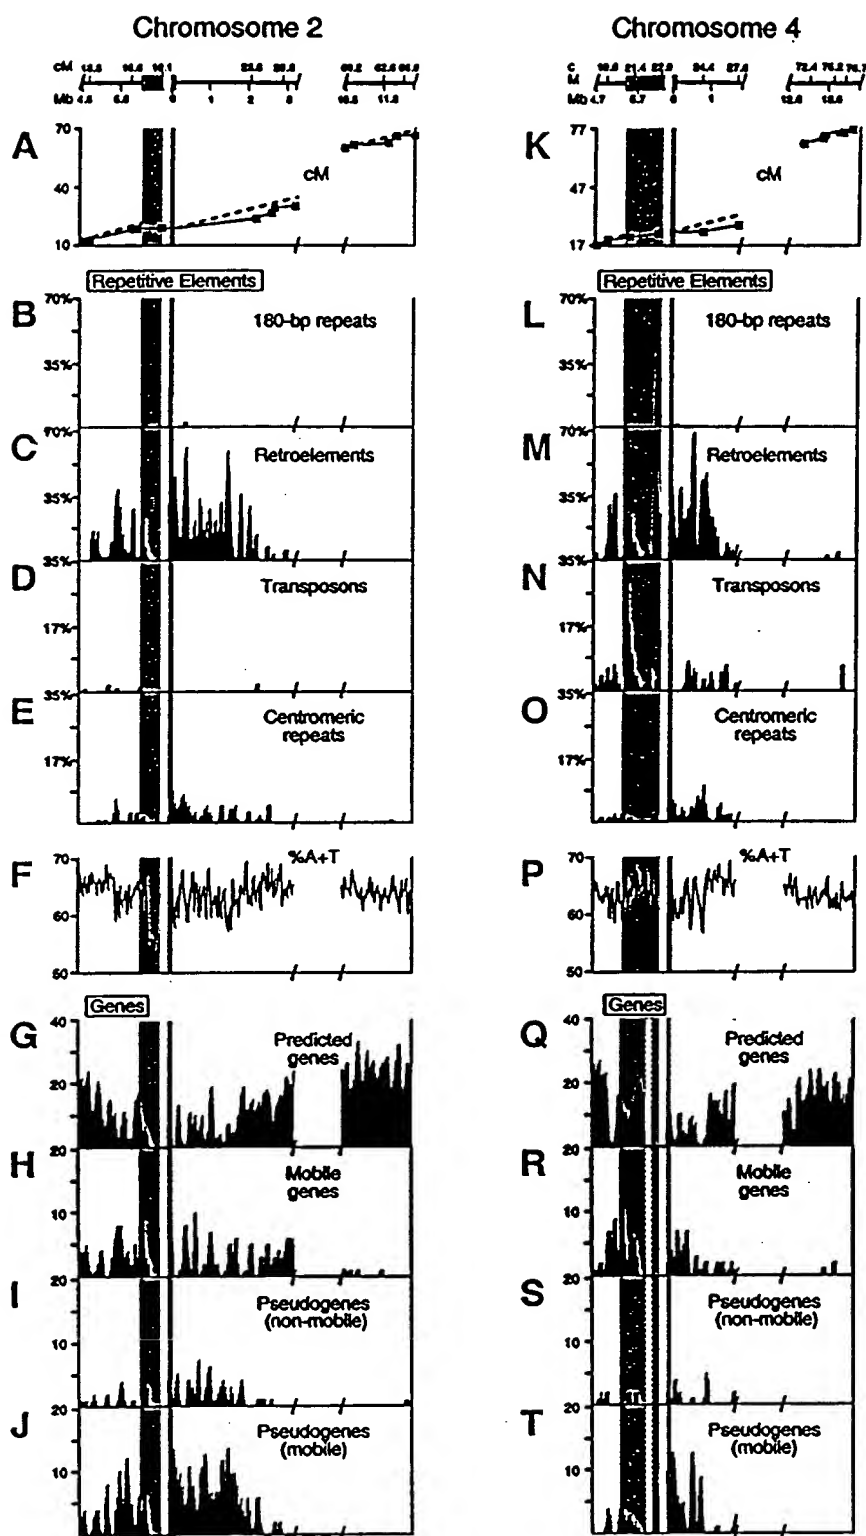 Chromosome 2
Chromosome 4
cM
Mb
1
2
1
Mb
A
70
40
10
cM
K
77
47
17
cM
Repetitive Elements
Repetitive Elements
B
70%
35%
180-bp repeats
L
70%
35%
180-bp repeats
C
70%
35%
Retroelements
M
70%
35%
Retroelements
D
35%
17%
Transposons
N
35%
17%
Transposons
E
35%
17%
Centromeric
repeats
O
35%
17%
Centromeric
repeats
F
70
60
50
%A+T
P
70
60
50
%A+T
Genes
Genes
G
40
20
Predicted
genes
Q
40
20
Predicted
genes
H
20
10
Mobile
genes
R
20
10
Mobile
genes
I
20
10
Pseudogenes
(non-mobile)
S
20
10
Pseudogenes
(non-mobile)
J
20
10
Pseudogenes
(mobile)
T
20
10
Pseudogenes
(mobile)